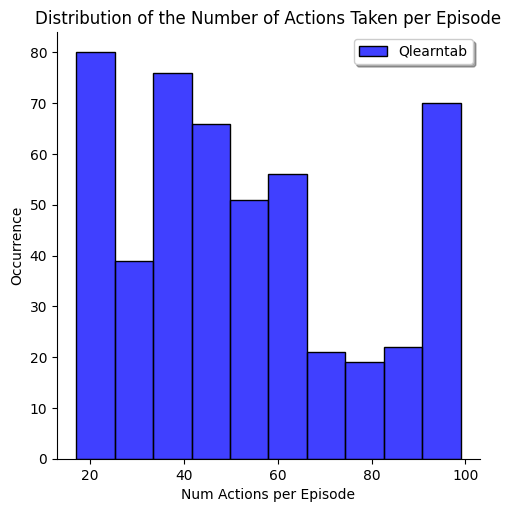 Distribution of the Number of Actions Taken per Episode
Qlearntab
80
70
60
50
40
30
20
10
0
Occurrence
20 40 60 80 100
Num Actions per Episode